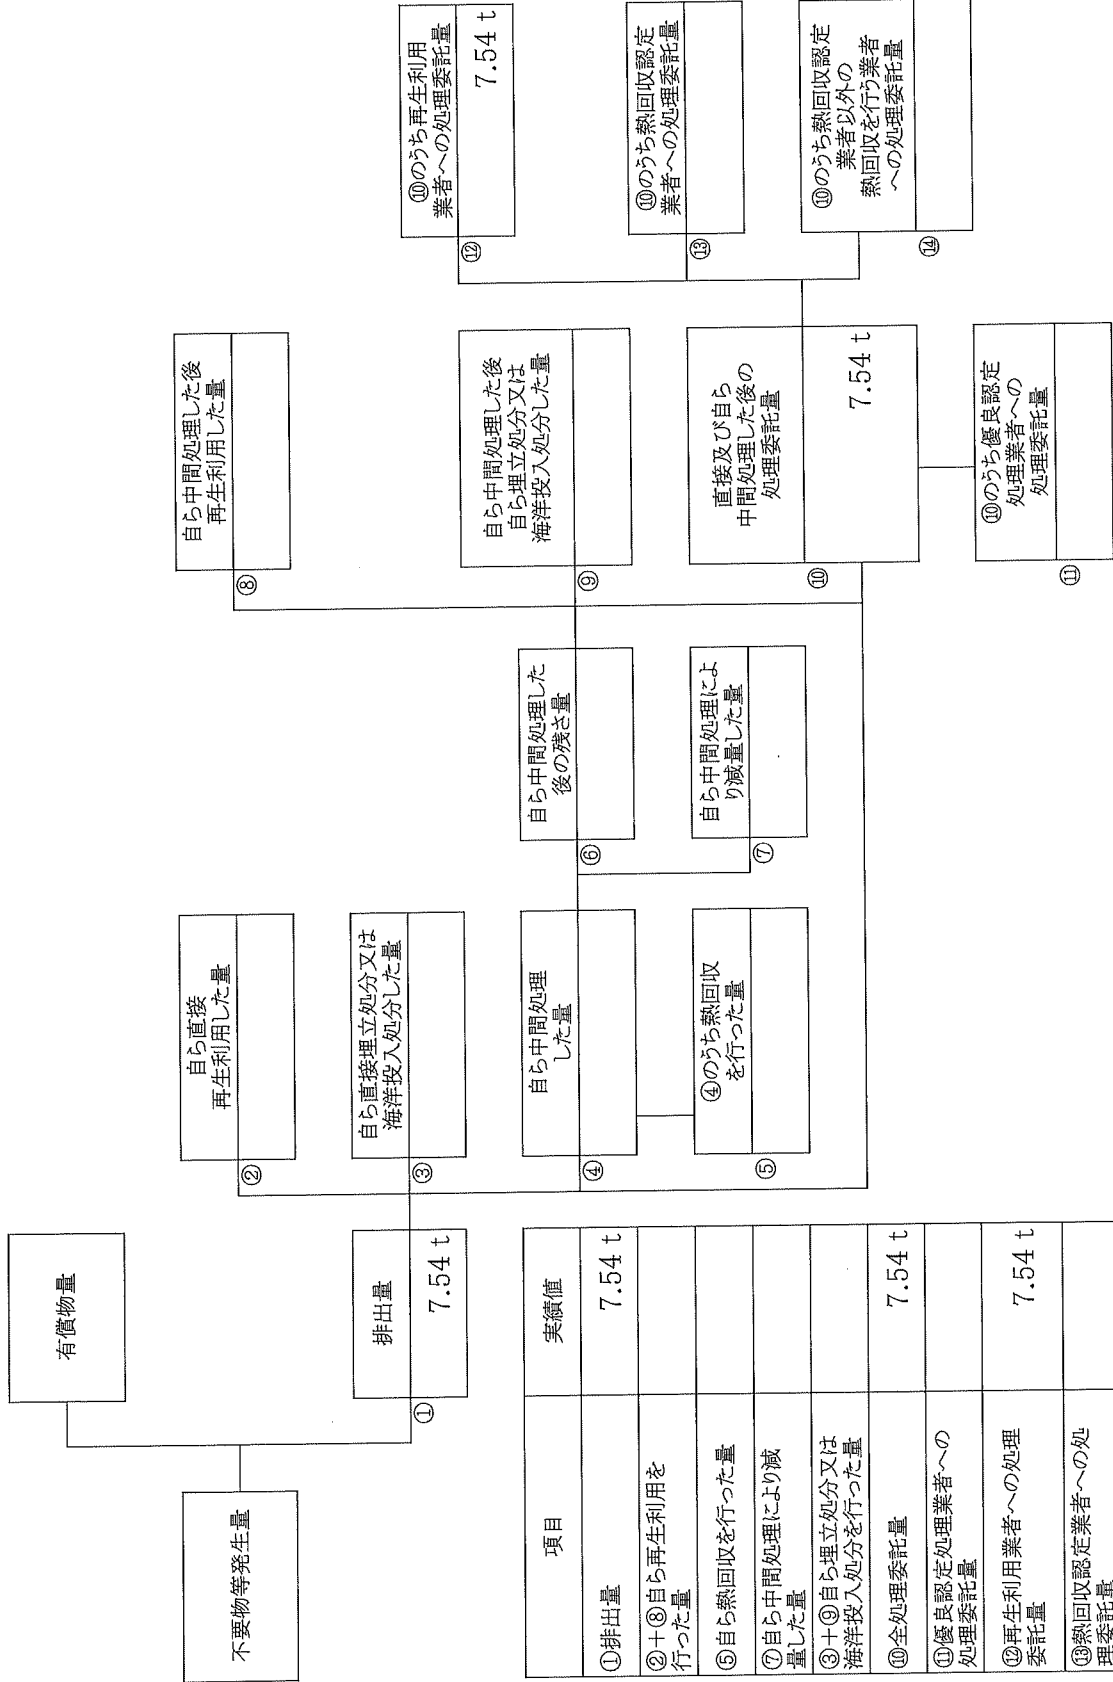 不要物等発生量
有償物量
排出量
①
7.54 t
自ら直接
再生利用した量
②
自ら直接埋立処分又は
海洋投入処分した量
③
自ら中間処理
した量
④
④のうち熱回収
を行った量
⑤
自ら中間処理した
後の残さ量
⑥
自ら中間処理によ
り減量した量
⑦
自ら中間処理した後
再生利用した量
⑧
自ら中間処理した後
自ら埋立処分又は
海洋投入処分した量
⑨
直接及び自ら
中間処理した後の
処理委託量
⑩
7.54 t
⑩のうち優良認定
処理業者への
処理委託量
⑪
⑩のうち再生利用
業者への処理委託量
⑫
7.54 t
⑩のうち熱回収認定
業者への処理委託量
⑬
⑩のうち熱回収認定
業者以外の
熱回収を行う業者
への処理委託量
⑭
項目 実績値
①排出量 7.54 t
②+⑧自ら再生利用を
行った量
⑤自ら熱回収を行った量
⑦自ら中間処理により減
量した量
③+⑨自ら埋立処分又は
海洋投入処分を行った量
⑩全処理委託量 7.54 t
⑪優良認定処理業者への
処理委託量
⑫再生利用業者への処理
委託量 7.54 t
⑬熱回収認定業者への処
理委託量